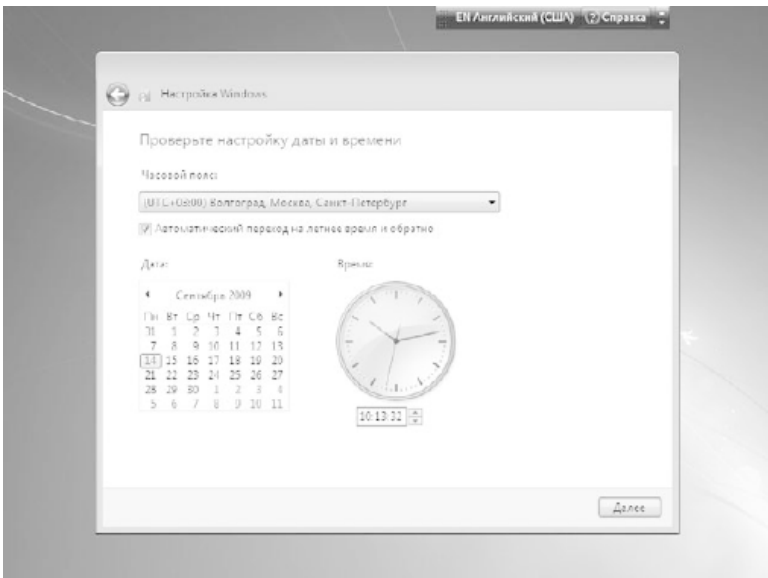 EN Английский (США) Справка
Настройка Windows
Проверьте настройку даты и времени
Часовой пояс:
(UTC+03:00) Волгоград, Москва, Санкт-Петербург
Автоматический переход на летнее время и обратно
Дата: Время:
Сентябрь 2009
Пн Вт Ср Чт Пт Сб Вс
31 1 2 3 4 5 6
7 8 9 10 11 12 13
14 15 16 17 18 19 20
21 22 23 24 25 26 27
28 29 30 1 2 3 4
5 6 7 8 9 10 11
10:13:32
Далее